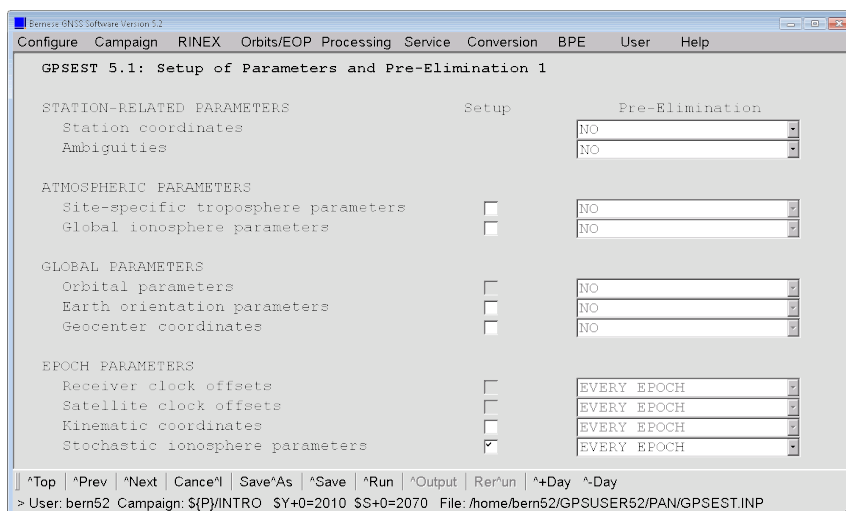 Bernese GNSS Software Version 5.2
Configure Campaign RINEX Orbits/EOP Processing Service Conversion BPE User Help
GPSEST 5.1: Setup of Parameters and Pre-Elimination 1
STATION-RELATED PARAMETERS Setup Pre-Elimination
Station coordinates NO
Ambiguities NO
ATMOSPHERIC PARAMETERS
Site-specific troposphere parameters NO
Global ionosphere parameters NO
GLOBAL PARAMETERS
Orbital parameters NO
Earth orientation parameters NO
Geocenter coordinates NO
EPOCH PARAMETERS
Receiver clock offsets EVERY EPOCH
Satellite clock offsets EVERY EPOCH
Kinematic coordinates EVERY EPOCH
Stochastic ionosphere parameters EVERY EPOCH
^Top ^Prev ^Next Cance^l Save^As ^Save ^Run ^Output Rer^un ^+Day ^-Day
> User: bern52 Campaign: ${P}/INTRO $Y+0=2010 $S+0=2070 File: /home/bern52/GPSUSER52/PAN/GPSEST.INP